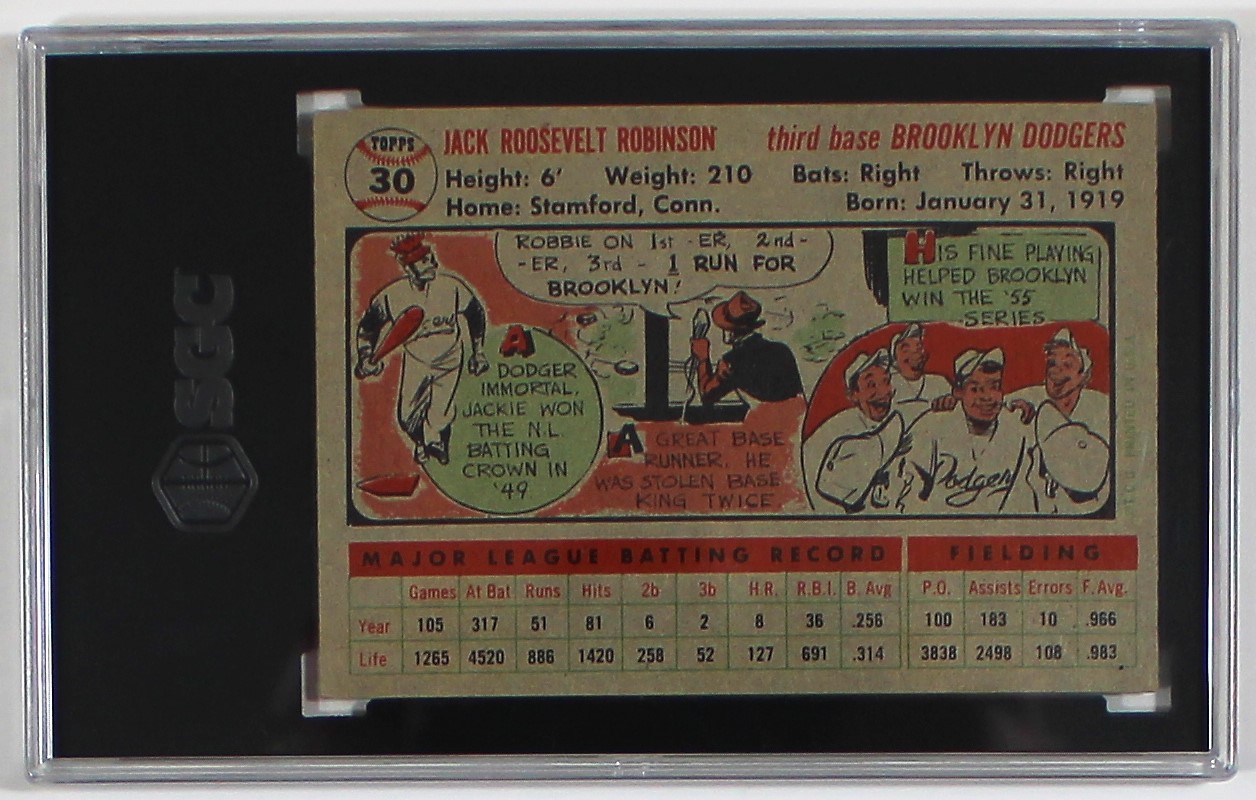 SGC
TOPPS
30
JACK ROOSEVELT ROBINSON third base BROOKLYN DODGERS
Height: 6' Weight: 210 Bats: Right Throws: Right
Home: Stamford, Conn. Born: January 31, 1919
ROBBIE ON 1st -ER, 2nd-
-ER, 3rd - 1 RUN FOR
BROOKLYN!
A
DODGER
IMMORTAL,
JACKIE WON
THE N.L.
BATTING
CROWN IN
'49
A GREAT BASE
RUNNER, HE
WAS STOLEN BASE
KING TWICE
HIS FINE PLAYING
HELPED BROOKLYN
WIN THE '55
SERIES
Dodgers
T.C.G. PRINTED IN U.S.A.
MAJOR LEAGUE BATTING RECORD FIELDING
Games At Bat Runs Hits 2b 3b H.R. R.B.I. B. Avg P.O. Assists Errors F. Avg.
Year 105 317 51 81 6 2 8 36 .256 100 183 10 .966
Life 1265 4520 886 1420 258 52 127 691 .314 3838 2498 108 .983